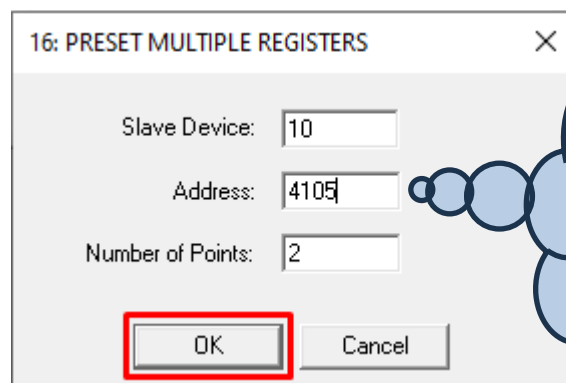 16: PRESET MULTIPLE REGISTERS
Slave Device: 10
Address: 4105
Number of Points: 2
OK Cancel